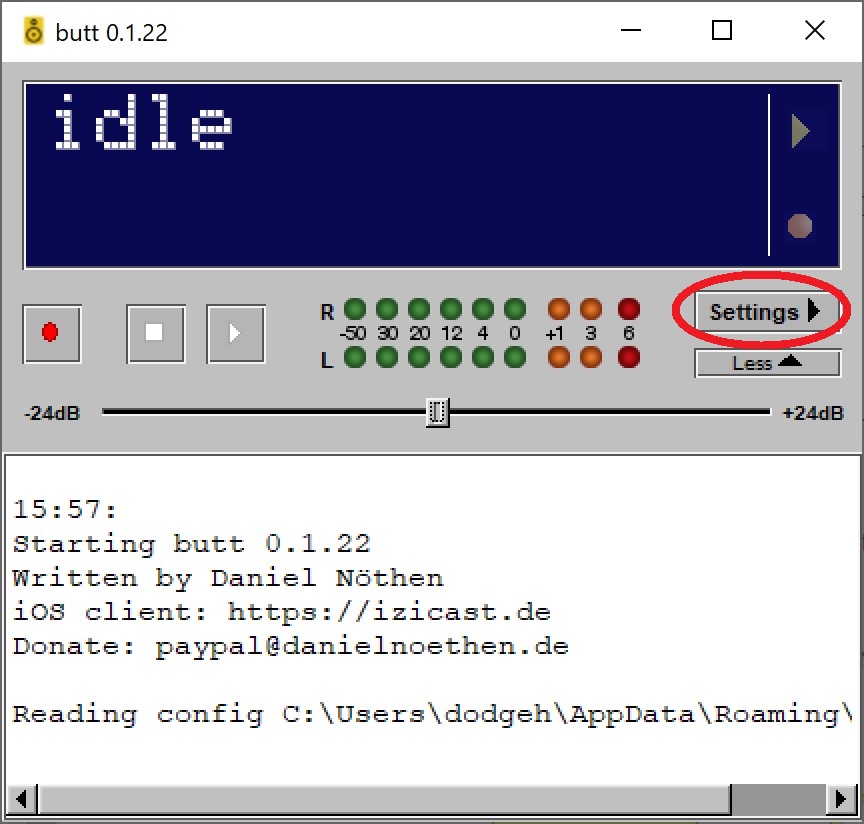 butt 0.1.22
idle
R
-50 30 20 12 4 0 +1 3 6
L
Settings
Less
-24dB
+24dB
15:57:
Starting butt 0.1.22
Written by Daniel Nöthen
iOS client: https://izicast.de
Donate: paypal@danielnoethen.de
Reading config C:\Users\dodgeh\AppData\Roaming\